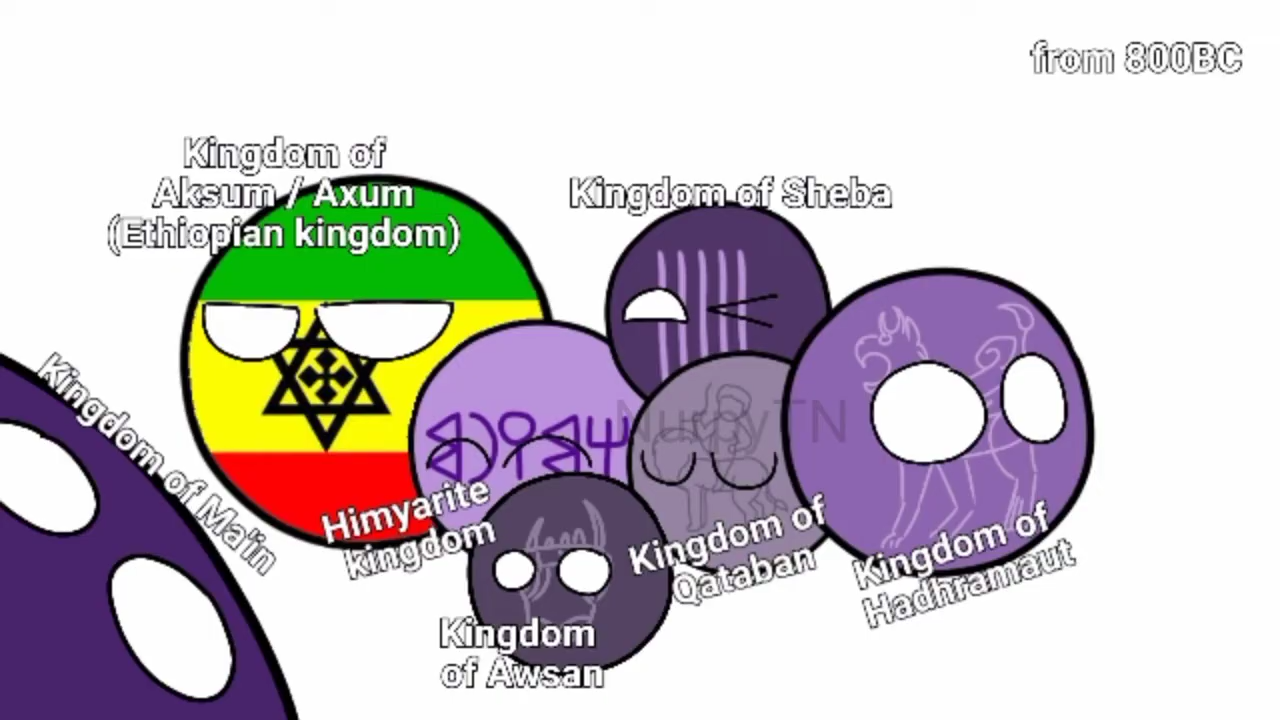 from 800BC
Kingdom of
Aksum / Axum
(Ethiopian kingdom)
Kingdom of Sheba
Kingdom of Ma'in
Himyarite
kingdom
Kingdom of
Qataban
Kingdom of
Hadhramaut
Kingdom
of Awsan